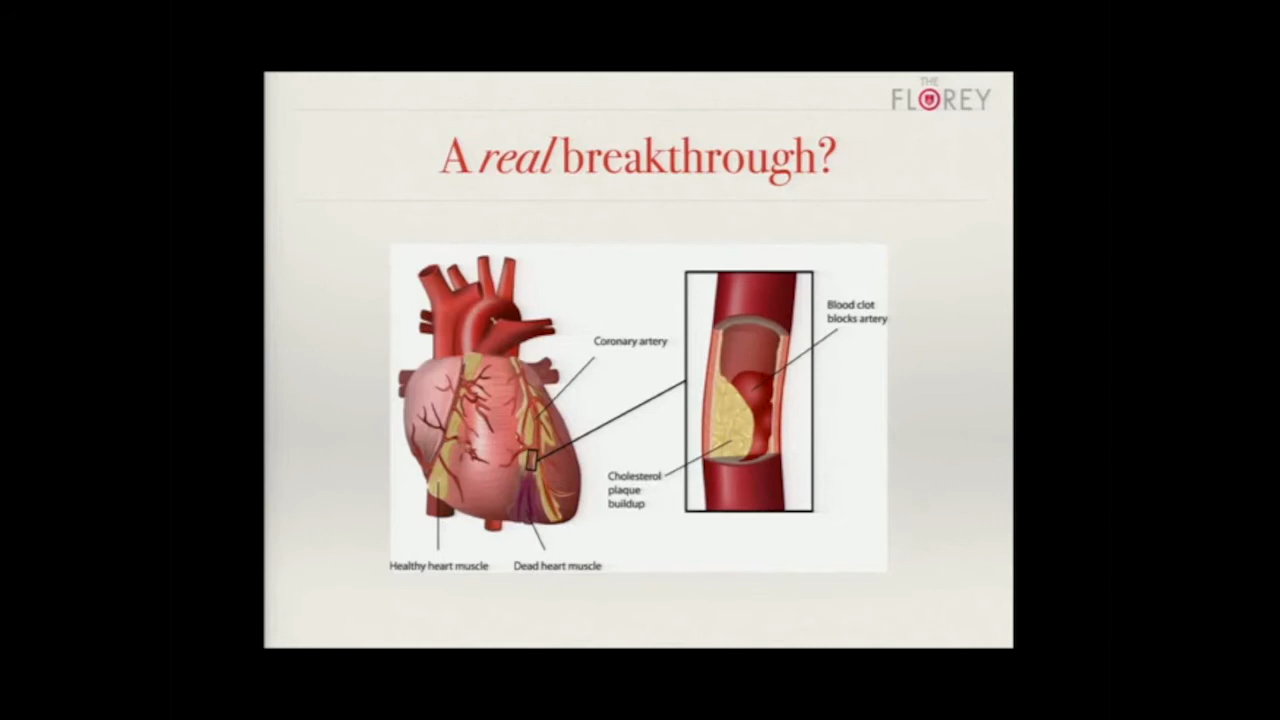 THE
FLOREY
A real breakthrough?
Blood clot
blocks artery
Coronary artery
Cholesterol
plaque
buildup
Healthy heart muscle
Dead heart muscle